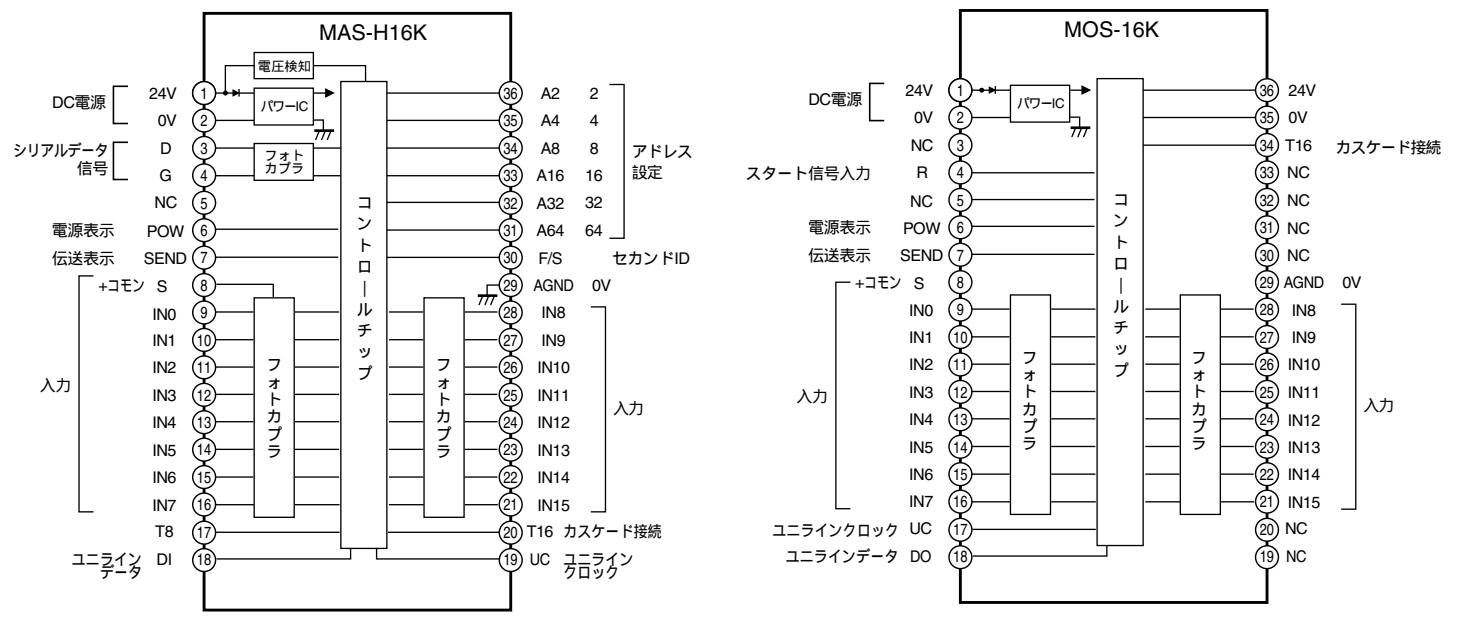 MAS-H16K
電圧検知
DC電源
24V 1
0V 2
パワーIC
シリアルデータ
信号
D 3
G 4
フォト
カプラ
NC 5
電源表示 POW 6
伝送表示 SEND 7
+コモン S 8
入力
IN0 9
IN1 10
IN2 11
IN3 12
IN4 13
IN5 14
IN6 15
IN7 16
T8 17
ユニライン
データ
DI 18
フォトカプラ
コントロールチップ
フォトカプラ
36 A2 2
35 A4 4
34 A8 8
33 A16 16
32 A32 32
31 A64 64
アドレス
設定
30 F/S セカンドID
29 AGND 0V
28 IN8
27 IN9
26 IN10
25 IN11
24 IN12
23 IN13
22 IN14
21 IN15
入力
20 T16 カスケード接続
19 UC ユニライン
クロック
MOS-16K
DC電源
24V 1
0V 2
パワーIC
NC 3
スタート信号入力 R 4
NC 5
電源表示 POW 6
伝送表示 SEND 7
+コモン S 8
入力
IN0 9
IN1 10
IN2 11
IN3 12
IN4 13
IN5 14
IN6 15
IN7 16
ユニラインクロック UC 17
ユニラインデータ DO 18
フォトカプラ
コントロールチップ
フォトカプラ
36 24V
35 0V
34 T16 カスケード接続
33 NC
32 NC
31 NC
30 NC
29 AGND 0V
28 IN8
27 IN9
26 IN10
25 IN11
24 IN12
23 IN13
22 IN14
21 IN15
入力
20 NC
19 NC